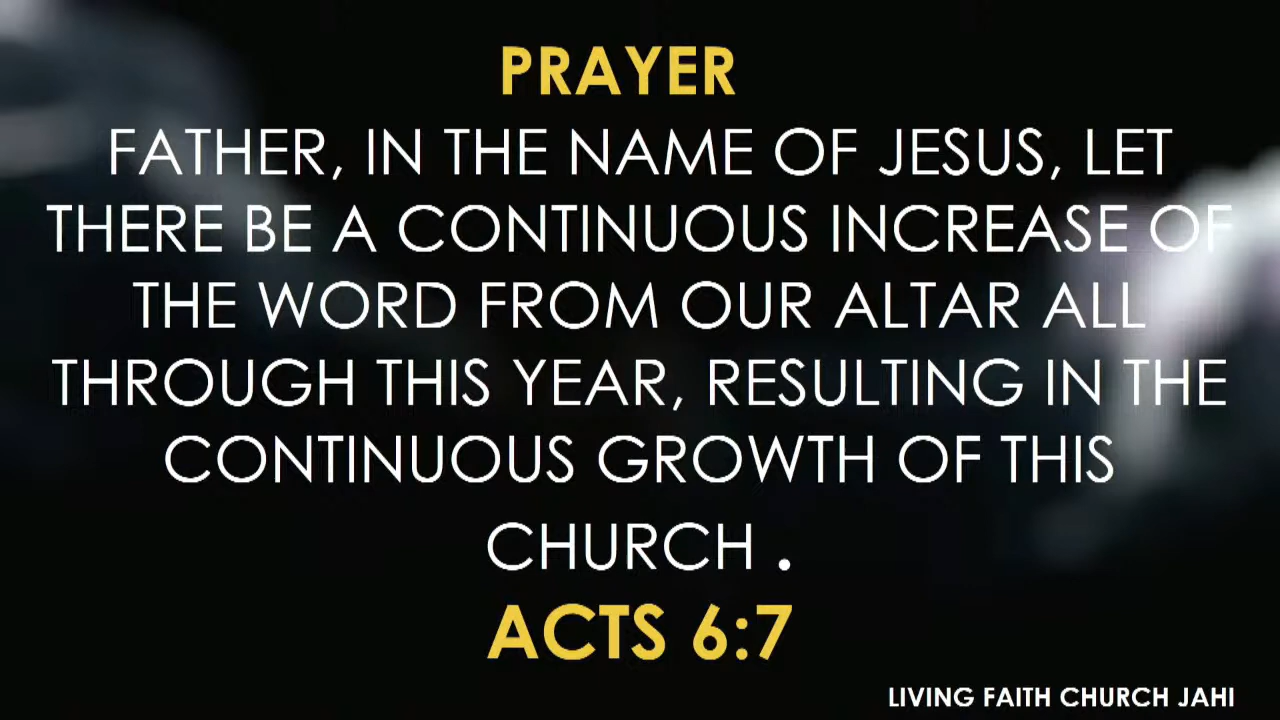 PRAYER
FATHER, IN THE NAME OF JESUS, LET
THERE BE A CONTINUOUS INCREASE OF
THE WORD FROM OUR ALTAR ALL
THROUGH THIS YEAR, RESULTING IN THE
CONTINUOUS GROWTH OF THIS
CHURCH .
ACTS 6:7
LIVING FAITH CHURCH JAHI